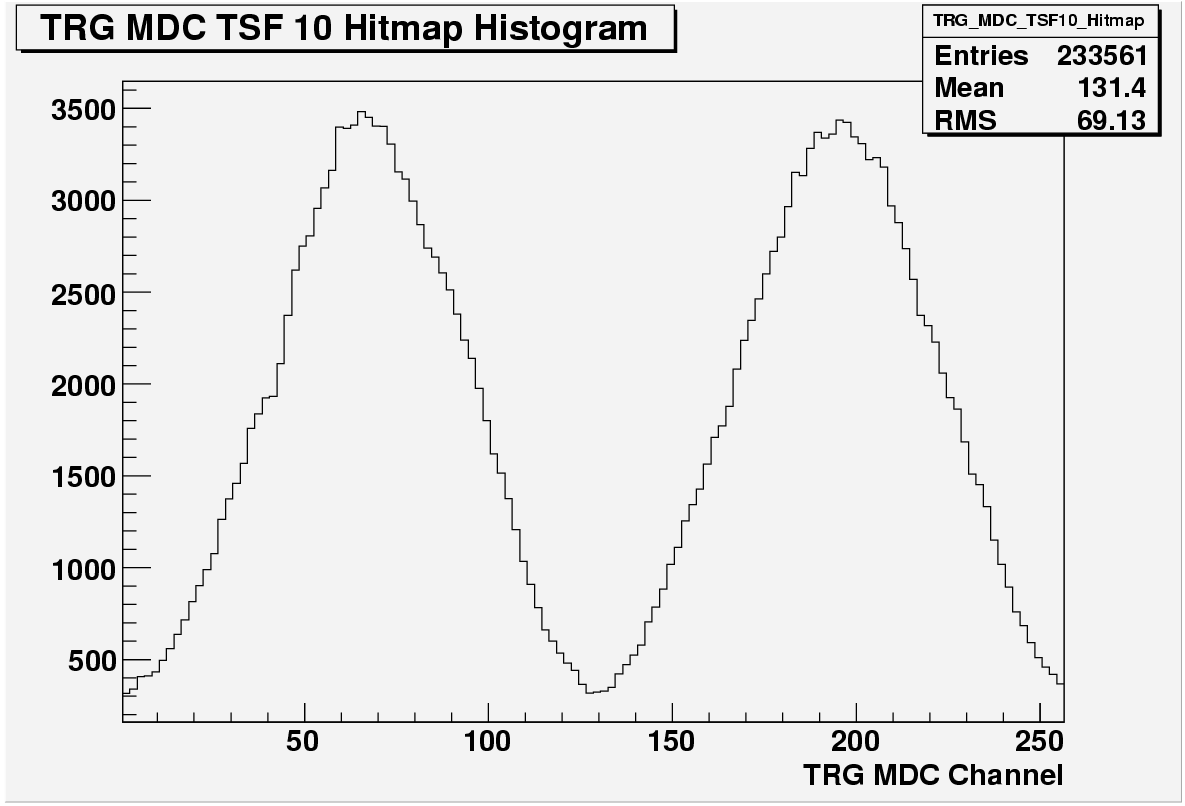 TRG MDC TSF 10 Hitmap Histogram
TRG_MDC_TSF10_Hitmap
Entries 233561
Mean 131.4
RMS 69.13
3500
3000
2500
2000
1500
1000
500
50 100 150 200 250
TRG MDC Channel